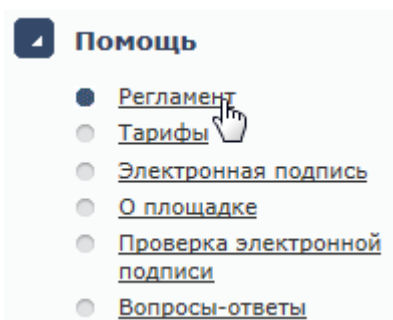 Помощь
Регламент
Тарифы
Электронная подпись
О площадке
Проверка электронной
подписи
Вопросы-ответы